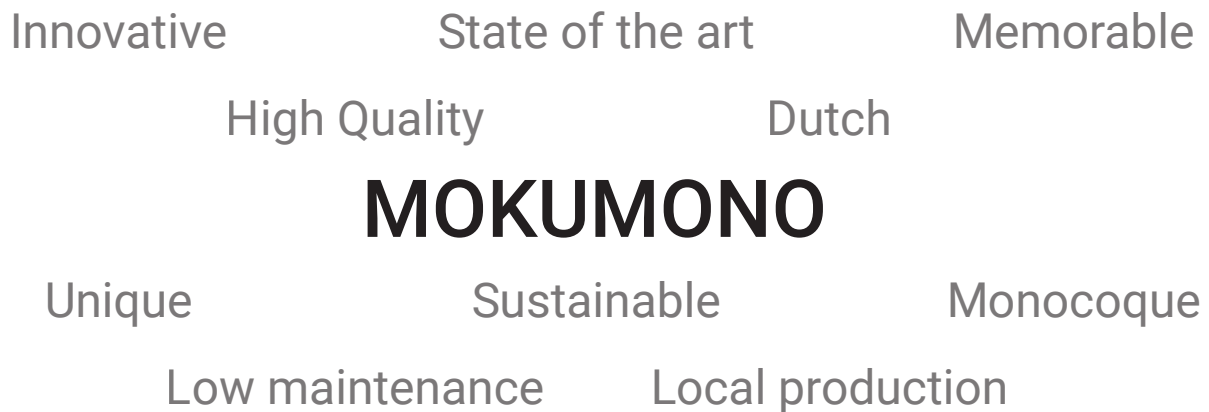 Innovative State of the art Memorable
High Quality Dutch
MOKUMONO
Unique Sustainable Monocoque
Low maintenance Local production